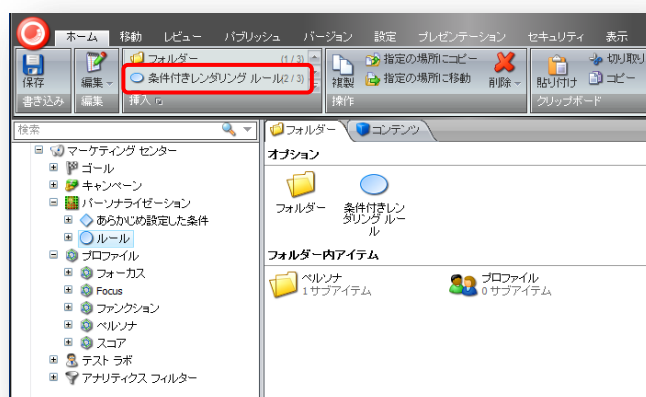 ホーム 移動 レビュー パブリッシュ バージョン 設定 プレゼンテーション セキュリティ 表示
フォルダー (1/3)
条件付きレンダリング ルール(2/3)
保存 編集 複製 指定の場所にコピー 削除 貼り付け 切り取り
指定の場所に移動 コピー
書き込み 編集 挿入 操作 クリップボード
検索
フォルダー コンテンツ
マーケティング センター
ゴール
キャンペーン
パーソナライゼーション
あらかじめ設定した条件
ルール
プロファイル
フォーカス
Focus
ファンクション
ペルソナ
スコア
テスト ラボ
アナリティクス フィルター
オプション
フォルダー 条件付きレン
ダリング ルー
ル
フォルダー内アイテム
ペルソナ プロファイル
1 サブアイテム 0 サブアイテム